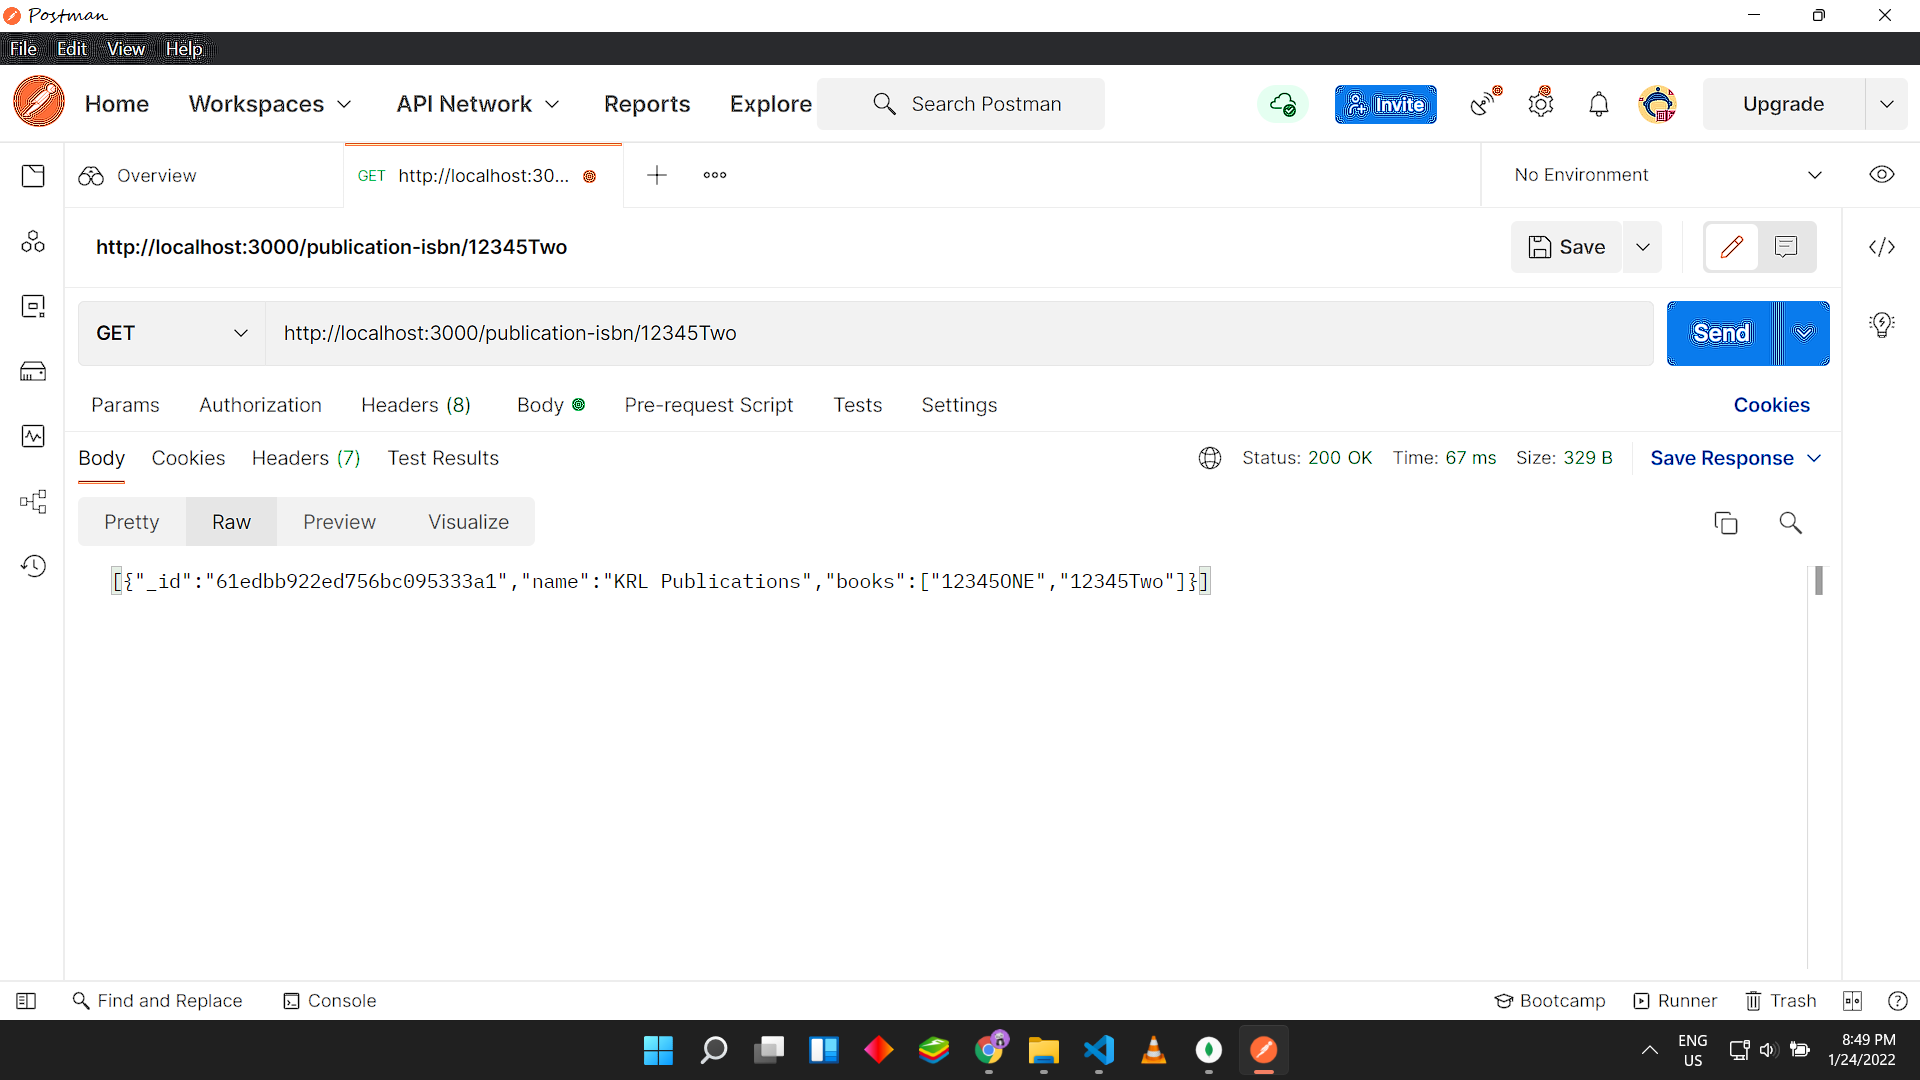 Postman
File Edit View Help
Home Workspaces API Network Reports Explore Search Postman Invite Upgrade
Overview GET http://localhost:30... No Environment
http://localhost:3000/publication-isbn/12345Two Save
GET http://localhost:3000/publication-isbn/12345Two Send
Params Authorization Headers (8) Body Pre-request Script Tests Settings Cookies
Body Cookies Headers (7) Test Results Status: 200 OK Time: 67 ms Size: 329 B Save Response
Pretty Raw Preview Visualize
[{"_id":"61edbb922ed756bc095333a1","name":"KRL Publications","books":["12345ONE","12345Two"]}]
Find and Replace Console Bootcamp Runner Trash
ENG 8:49 PM
US 1/24/2022